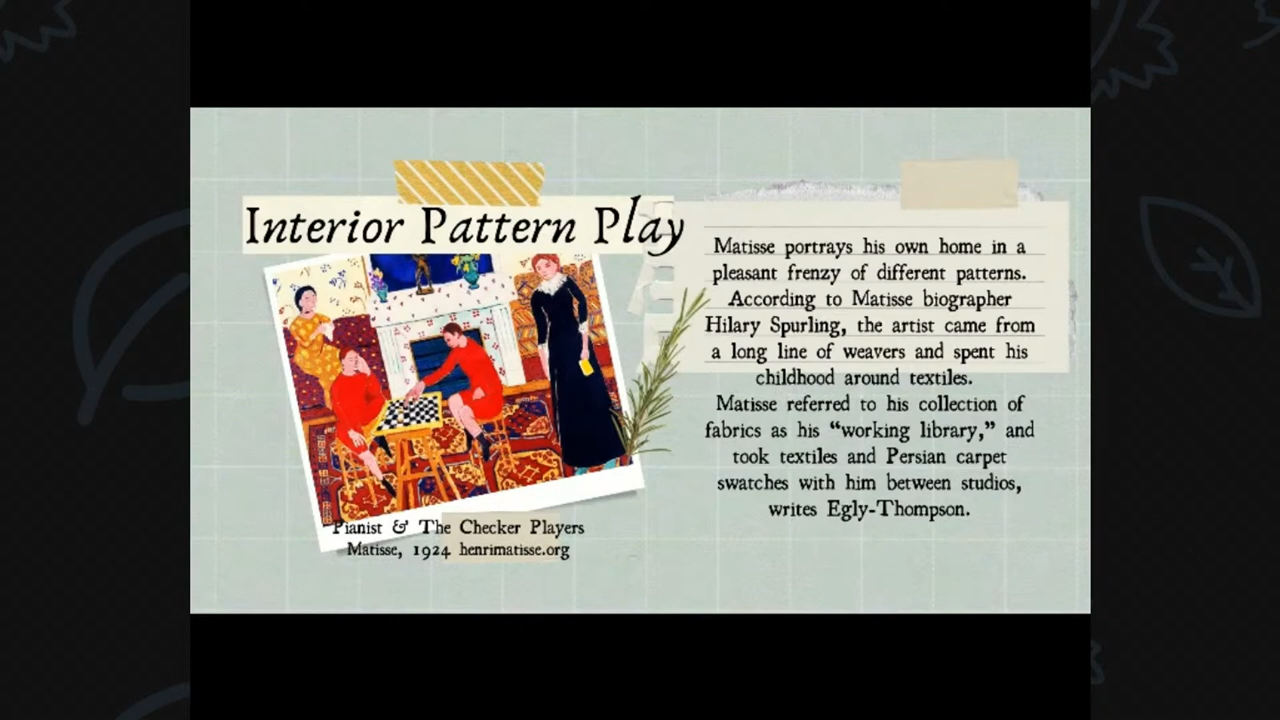 Interior Pattern Play
Matisse portrays his own home in a
pleasant frenzy of different patterns.
According to Matisse biographer
Hilary Spurling, the artist came from
a long line of weavers and spent his
childhood around textiles.
Matisse referred to his collection of
fabrics as his “working library,” and
took textiles and Persian carpet
swatches with him between studios,
writes Egly-Thompson.
Pianist & The Checker Players
Matisse, 1924 henrimatisse.org